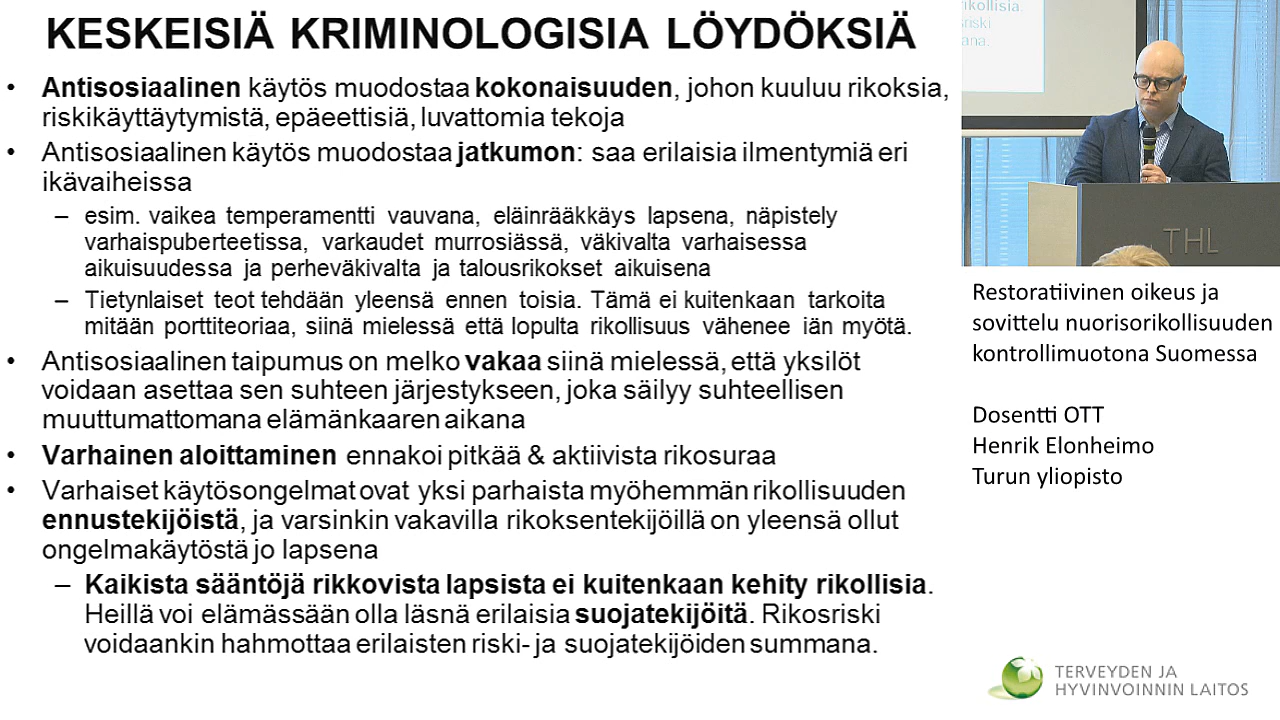 KESKEISIÄ KRIMINOLOGISIA LÖYDÖKSIÄ
• Antisosiaalinen käytös muodostaa kokonaisuuden, johon kuuluu rikoksia,
riskikäyttäytymistä, epäeettisiä, luvattomia tekoja
• Antisosiaalinen käytös muodostaa jatkumon: saa erilaisia ilmentymiä eri
ikävaiheissa
– esim. vaikea temperamentti vauvana, eläinrääkkäys lapsena, näpistely
varhaispuberteetissa, varkaudet murrosiässä, väkivalta varhaisessa
aikuisuudessa ja perheväkivalta ja talousrikokset aikuisena
– Tietynlaiset teot tehdään yleensä ennen toisia. Tämä ei kuitenkaan tarkoita
mitään porttiteoriaa, siinä mielessä että lopulta rikollisuus vähenee iän myötä.
• Antisosiaalinen taipumus on melko vakaa siinä mielessä, että yksilöt
voidaan asettaa sen suhteen järjestykseen, joka säilyy suhteellisen
muuttumattomana elämänkaaren aikana
• Varhainen aloittaminen ennakoi pitkää & aktiivista rikosuraa
• Varhaiset käytösongelmat ovat yksi parhaista myöhemmän rikollisuuden
ennustekijöistä, ja varsinkin vakavilla rikoksentekijöillä on yleensä ollut
ongelmakäytöstä jo lapsena
– Kaikista sääntöjä rikkovista lapsista ei kuitenkaan kehity rikollisia.
Heillä voi elämässään olla läsnä erilaisia suojatekijöitä. Rikosriski
voidaankin hahmottaa erilaisten riski- ja suojatekijöiden summana.
THL
Restoratiivinen oikeus ja
sovittelu nuorisorikollisuuden
kontrollimuotona Suomessa
Dosentti OTT
Henrik Elonheimo
Turun yliopisto
TERVEYDEN JA
HYVINVOINNIN LAITOS